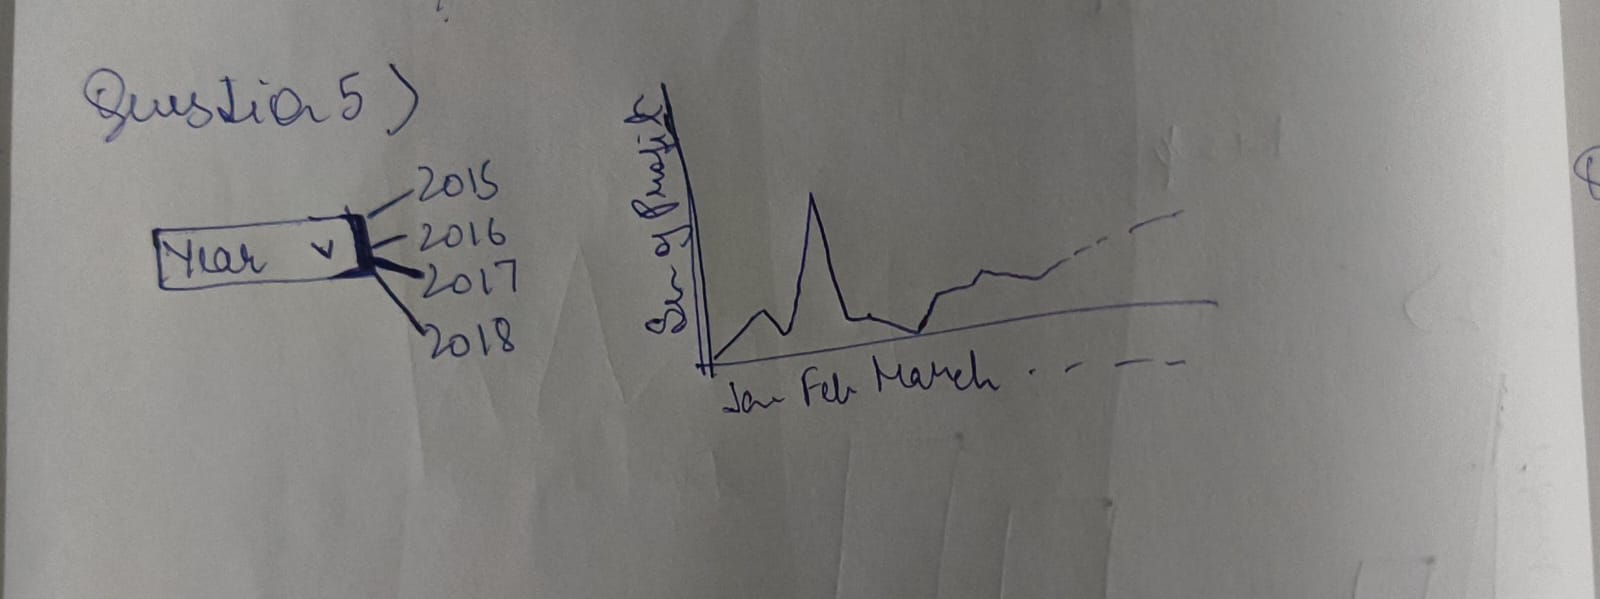 Question 5)
Year
2015
2016
2017
2018
Sum of Profit
Jan Feb March . - - - -